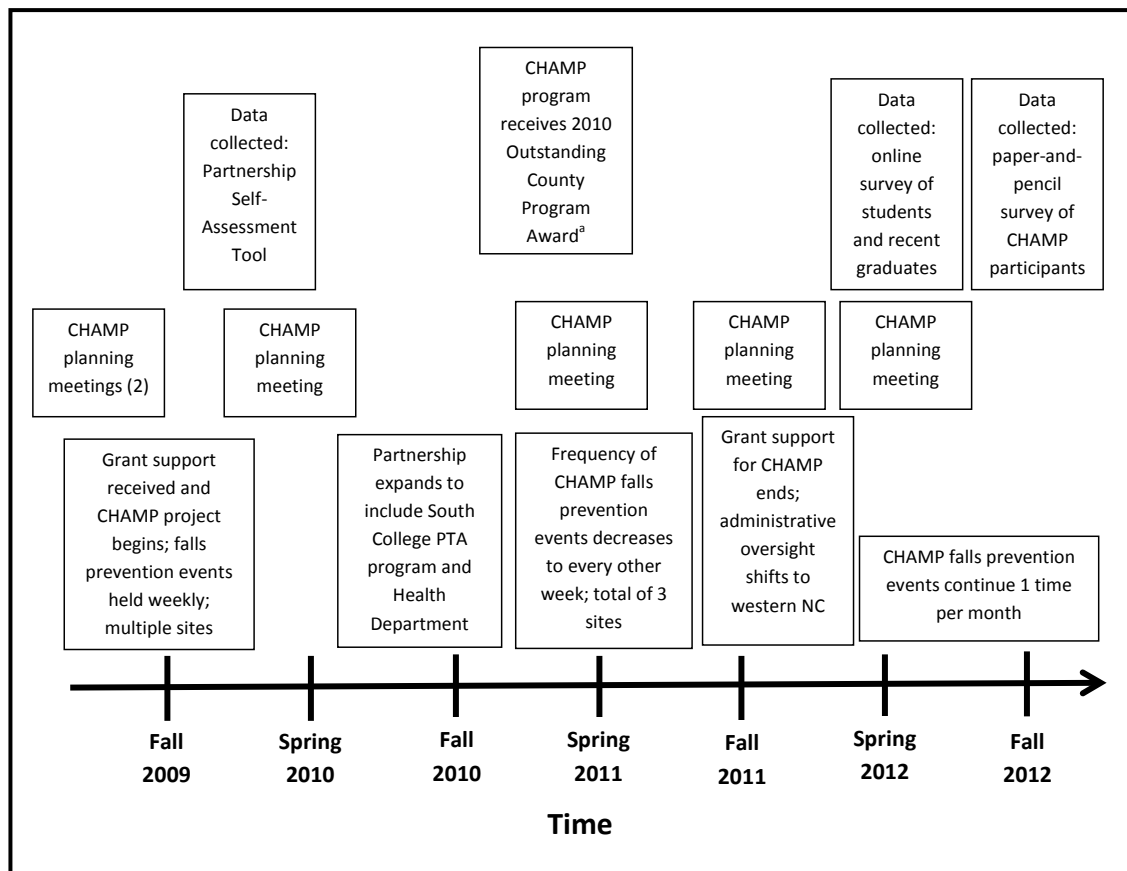 Data
collected:
Partnership
Self-
Assessment
Tool
CHAMP
program
receives 2010
Outstanding
County
Program
Awardᵃ
Data
collected:
online
survey of
students
and recent
graduates
Data
collected:
paper-and-
pencil
survey of
CHAMP
participants
CHAMP
planning
meetings (2)
CHAMP
planning
meeting
CHAMP
planning
meeting
CHAMP
planning
meeting
CHAMP
planning
meeting
Grant support
received and
CHAMP project
begins; falls
prevention events
held weekly;
multiple sites
Partnership
expands to
include South
College PTA
program and
Health
Department
Frequency of
CHAMP falls
prevention
events decreases
to every other
week; total of 3
sites
Grant support
for CHAMP
ends;
administrative
oversight
shifts to
western NC
CHAMP falls prevention
events continue 1 time
per month
Fall
2009
Spring
2010
Fall
2010
Spring
2011
Fall
2011
Spring
2012
Fall
2012
Time